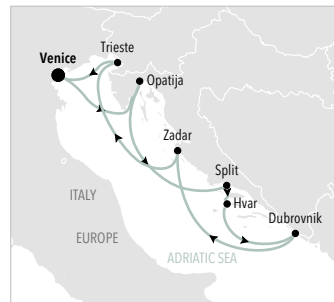 Trieste
Venice
Opatija
Zadar
Split
Hvar
ITALY
Dubrovnik
EUROPE
ADRIATIC SEA